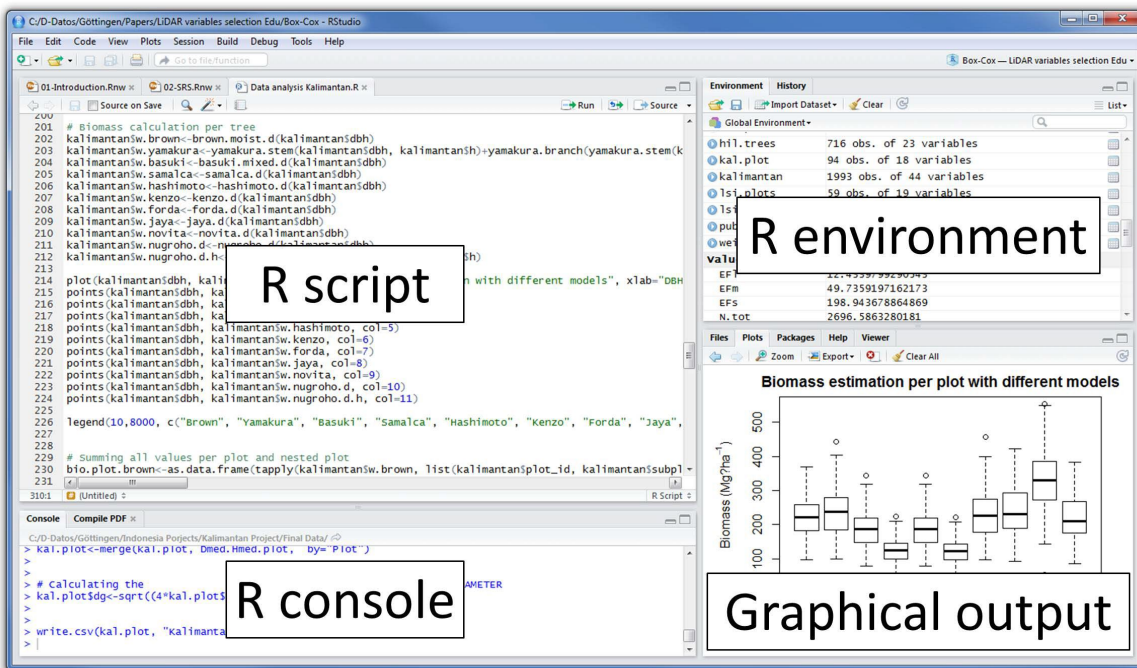 C:/D-Datos/Göttingen/Papers/LiDAR variables selection Edu/Box-Cox - RStudio
File Edit Code View Plots Session Build Debug Tools Help
Go to file/function
Box-Cox — LiDAR variables selection Edu
01-Introduction.Rnw
02-SRS.Rnw
Data analysis Kalimantan.R
Source on Save
Run
Source
200
201 # Biomass calculation per tree
202 kalimantan$w.brown<-brown.moist.d(kalimantan$dbh)
203 kalimantan$w.yamakura<-yamakura.stem(kalimantan$dbh, kalimantan$h)+yamakura.branch(yamakura.stem(k
204 kalimantan$w.basuki<-basuki.mixed.d(kalimantan$dbh)
205 kalimantan$w.samalca<-samalca.d(kalimantan$dbh)
206 kalimantan$w.hashimoto<-hashimoto.d(kalimantan$dbh)
207 kalimantan$w.kenzo<-kenzo.d(kalimantan$dbh)
208 kalimantan$w.forda<-forda.d(kalimantan$dbh)
209 kalimantan$w.jaya<-jaya.d(kalimantan$dbh)
210 kalimantan$w.novita<-novita.d(kalimantan$dbh)
211 kalimantan$w.nugroho.d<-nugroho.d(kalimantan$dbh)
212 kalimantan$w.nugroho.d.h< $h)
213
214 plot(kalimantan$dbh, kali n with different models", xlab="DBH
215 points(kalimantan$dbh, ka
216 points(kalimantan$dbh, ka
217 points(kalimantan$dbh, ka
218 points(kalimantan$dbh, kalimantan$w.hashimoto, col=5)
219 points(kalimantan$dbh, kalimantan$w.kenzo, col=6)
220 points(kalimantan$dbh, kalimantan$w.forda, col=7)
221 points(kalimantan$dbh, kalimantan$w.jaya, col=8)
222 points(kalimantan$dbh, kalimantan$w.novita, col=9)
223 points(kalimantan$dbh, kalimantan$w.nugroho.d, col=10)
224 points(kalimantan$dbh, kalimantan$w.nugroho.d.h, col=11)
225
226 legend(10,8000, c("Brown", "Yamakura", "Basuki", "Samalca", "Hashimoto", "Kenzo", "Forda", "Jaya",
227
228
229 # Summing all values per plot and nested plot
230 bio.plot.brown<-as.data.frame(tapply(kalimantan$w.brown, list(kalimantan$plot_id, kalimantan$subpl
231
R script
310:1 (Untitled) R Script
Console Compile PDF
C:/D-Datos/Göttingen/Indonesia Porjects/Kalimantan Project/Final Data/
> kal.plot<-merge(kal.plot, Dmed.Hmed.plot, by="Plot")
>
>
> # Calculating the AMETER
> kal.plot$dg<-sqrt((4*kal.plot$
>
> write.csv(kal.plot, "Kalimanta
>
R console
Environment History
Import Dataset Clear List
Global Environment
hil.trees 716 obs. of 23 variables
kal.plot 94 obs. of 18 variables
kalimantan 1993 obs. of 44 variables
lsi.plots 59 obs. of 19 variables
lsi
pub
wei
Valu
R environment
EFm 49.7359197162173
EFs 198.943678864869
N.tot 2696.5863280181
Files Plots Packages Help Viewer
Zoom Export Clear All
Biomass estimation per plot with different models
Biomass (Mg?ha⁻¹)
500
400
300
200
100
Graphical output